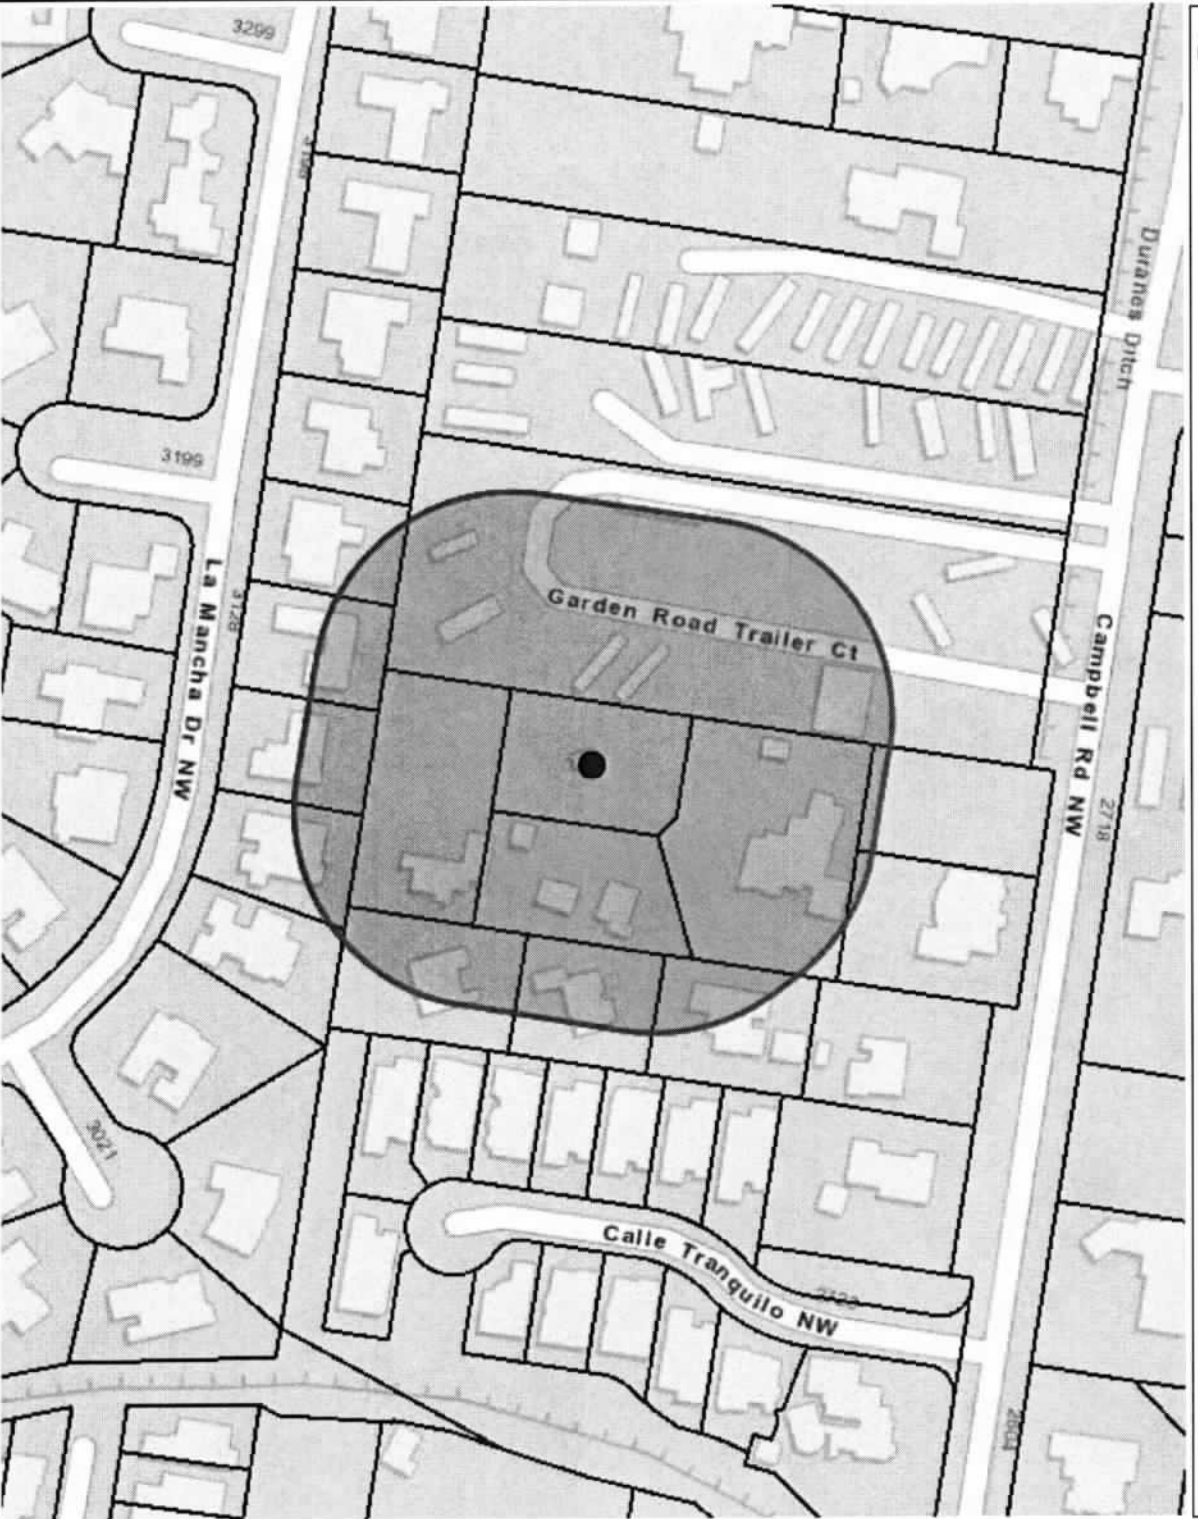 3299
Duranes Ditch
3199
La Mancha Dr NW
3128
Garden Road Trailer Ct
Campbell Rd NW
2718
3021
Calle Tranquilo NW